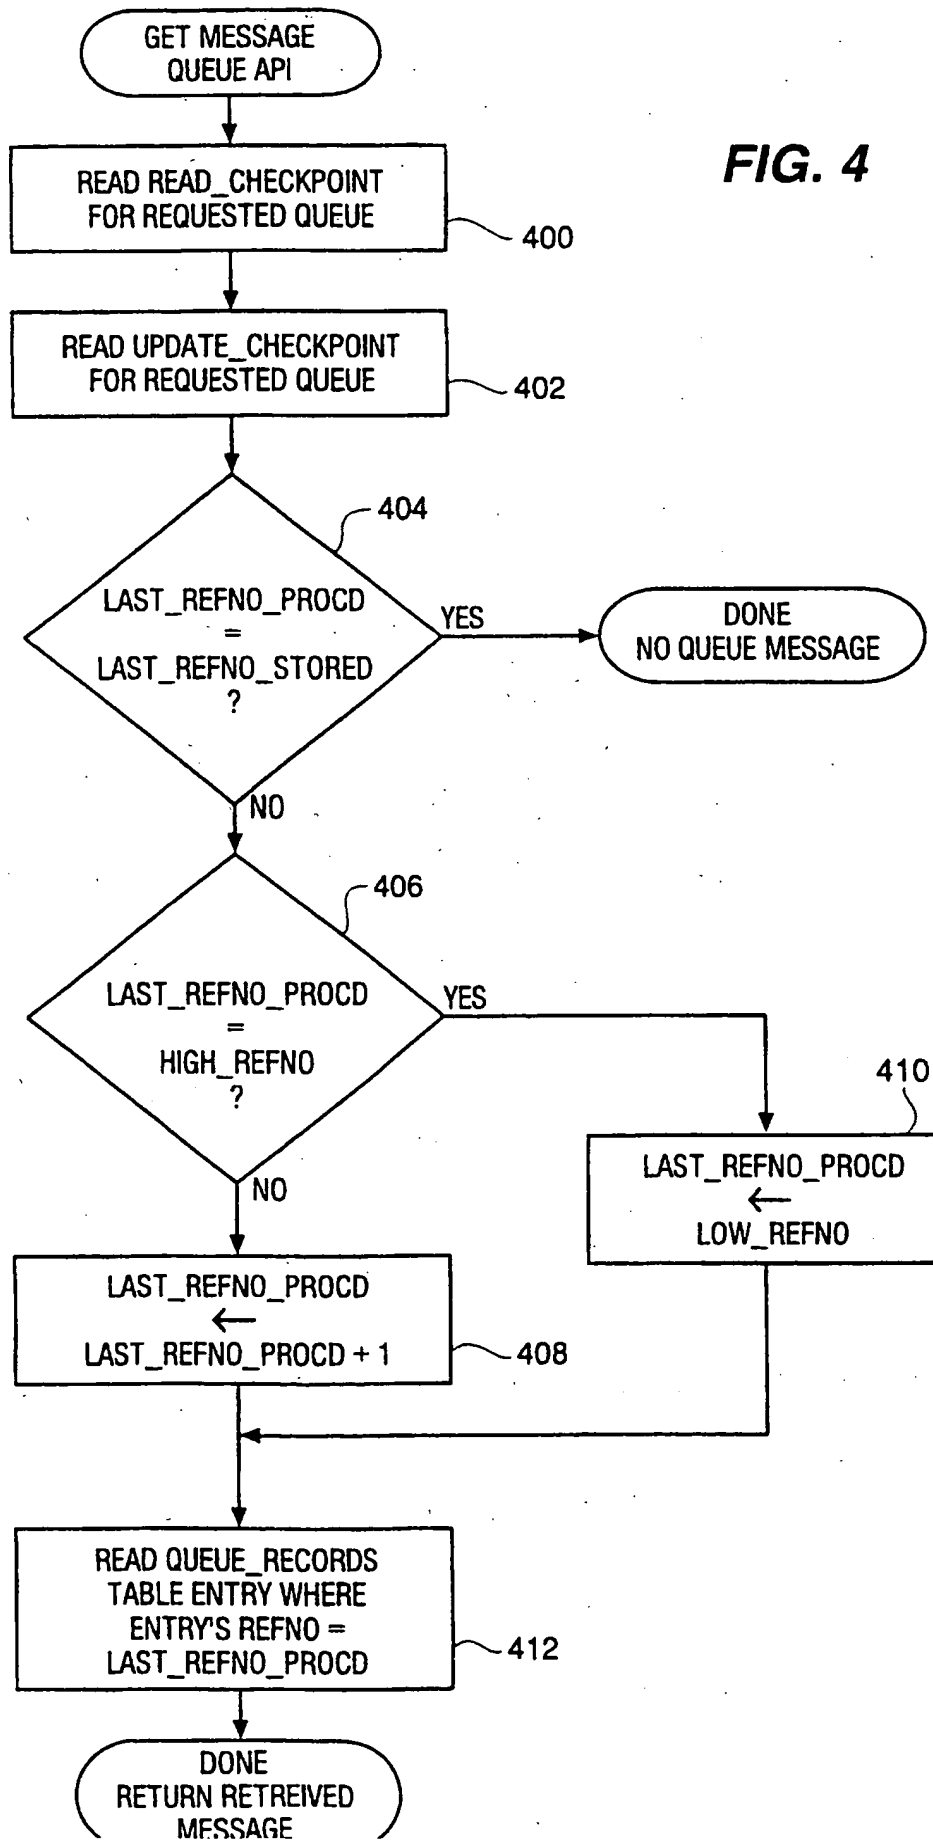 GET MESSAGE
QUEUE API
FIG. 4
READ READ_CHECKPOINT
FOR REQUESTED QUEUE
400
READ UPDATE_CHECKPOINT
FOR REQUESTED QUEUE
402
404
LAST_REFNO_PROCD
=
LAST_REFNO_STORED
?
YES
DONE
NO QUEUE MESSAGE
NO
406
LAST_REFNO_PROCD
=
HIGH_REFNO
?
YES
410
LAST_REFNO_PROCD
←
LOW_REFNO
NO
LAST_REFNO_PROCD
←
LAST_REFNO_PROCD + 1
408
READ QUEUE_RECORDS
TABLE ENTRY WHERE
ENTRY'S REFNO =
LAST_REFNO_PROCD
412
DONE
RETURN RETREIVED
MESSAGE